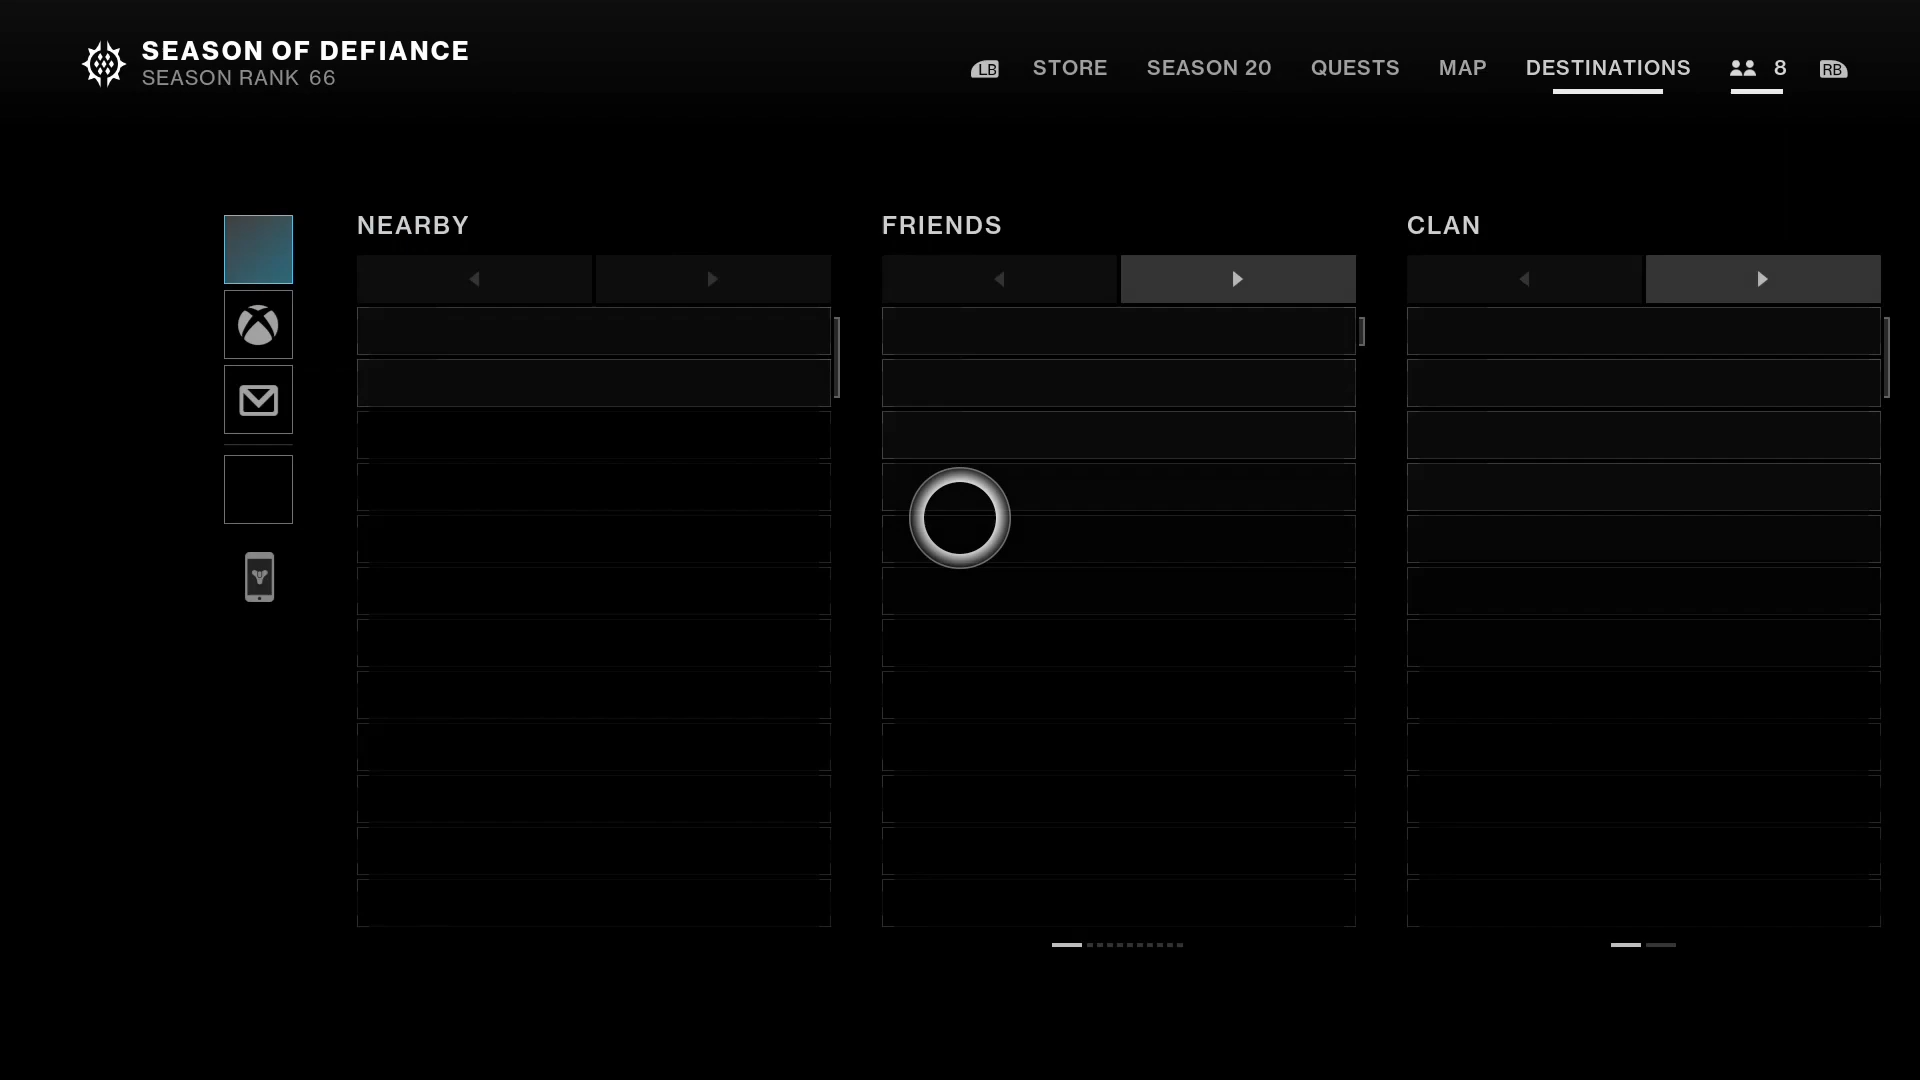 SEASON OF DEFIANCE
SEASON RANK 66
LB STORE SEASON 20 QUESTS MAP DESTINATIONS 8 RB
NEARBY FRIENDS CLAN